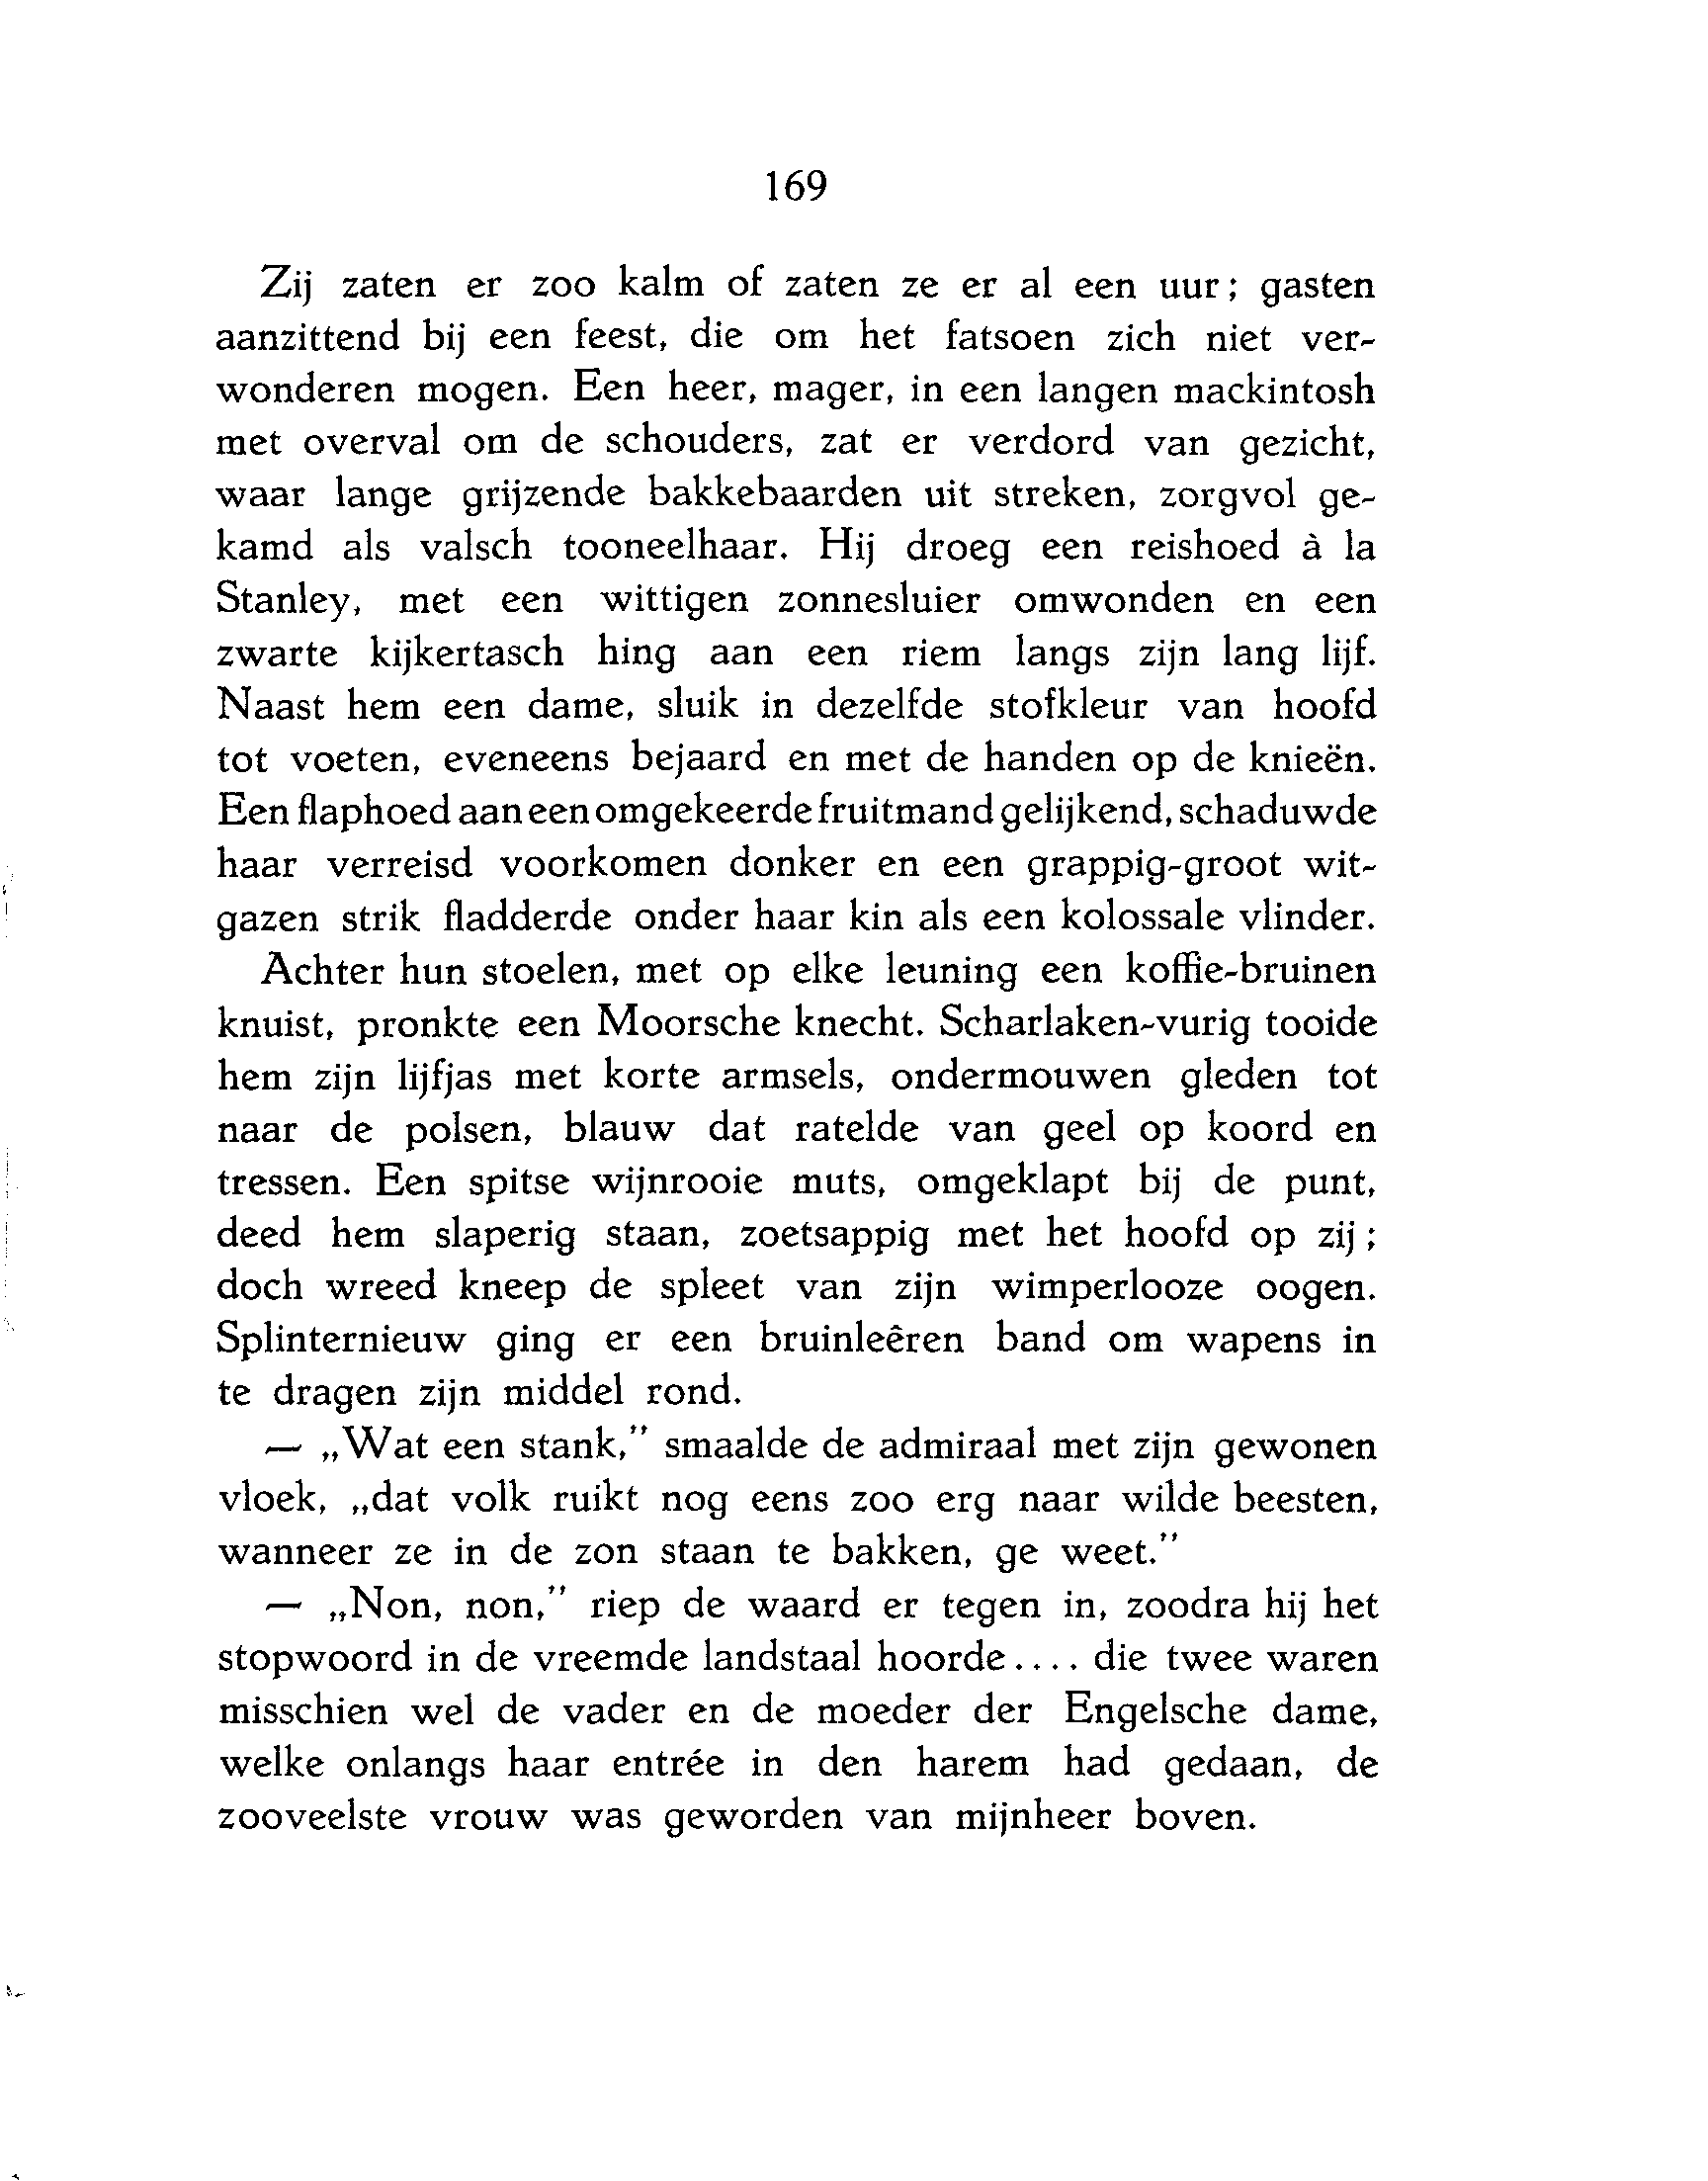 169
Zij zaten er zoo kalm of zaten ze er al een uur; gasten
aanzittend bij een feest, die om het fatsoen zich niet ver-
wonderen mogen. Een heer, mager, in een langen mackintosh
met overval om de schouders, zat er verdord van gezicht,
waar lange grijzende bakkebaarden uit streken, zorgvol ge-
kamd als valsch tooneelhaar. Hij droeg een reishoed à la
Stanley, met een wittigen zonnesluier omwonden en een
zwarte kijkertasch hing aan een riem langs zijn lang lijf.
Naast hem een dame, sluik in dezelfde stofkleur van hoofd
tot voeten, eveneens bejaard en met de handen op de knieën.
Een flaphoed aan een omgekeerde fruitmand gelijkend, schaduwde
haar verreisd voorkomen donker en een grappig-groot wit-
gazen strik fladderde onder haar kin als een kolossale vlinder.
Achter hun stoelen, met op elke leuning een koffie-bruinen
knuist, pronkte een Moorsche knecht. Scharlaken-vurig tooide
hem zijn lijfjas met korte armsels, ondermouwen gleden tot
naar de polsen, blauw dat ratelde van geel op koord en
tressen. Een spitse wijnrooie muts, omgeklapt bij de punt,
deed hem slaperig staan, zoetsappig met het hoofd op zij;
doch wreed kneep de spleet van zijn wimperlooze oogen.
Splinternieuw ging er een bruinleêren band om wapens in
te dragen zijn middel rond.
— „Wat een stank,” smaalde de admiraal met zijn gewonen
vloek, „dat volk ruikt nog eens zoo erg naar wilde beesten,
wanneer ze in de zon staan te bakken, ge weet.”
— „Non, non,” riep de waard er tegen in, zoodra hij het
stopwoord in de vreemde landstaal hoorde.... die twee waren
misschien wel de vader en de moeder der Engelsche dame,
welke onlangs haar entrée in den harem had gedaan, de
zooveelste vrouw was geworden van mijnheer boven.